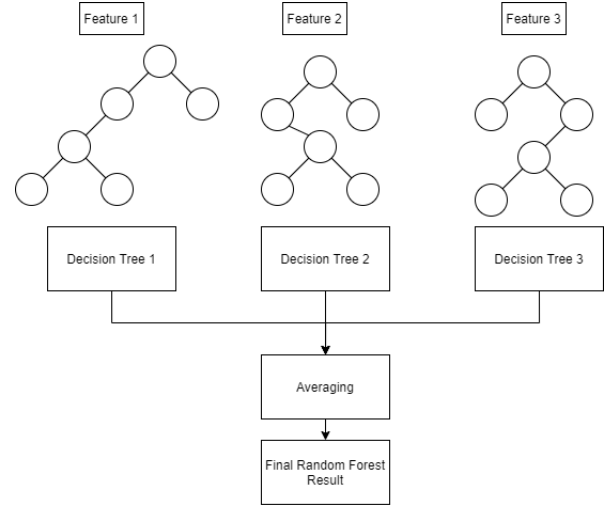 Feature 1
Feature 2
Feature 3
Decision Tree 1
Decision Tree 2
Decision Tree 3
Averaging
Final Random Forest
Result